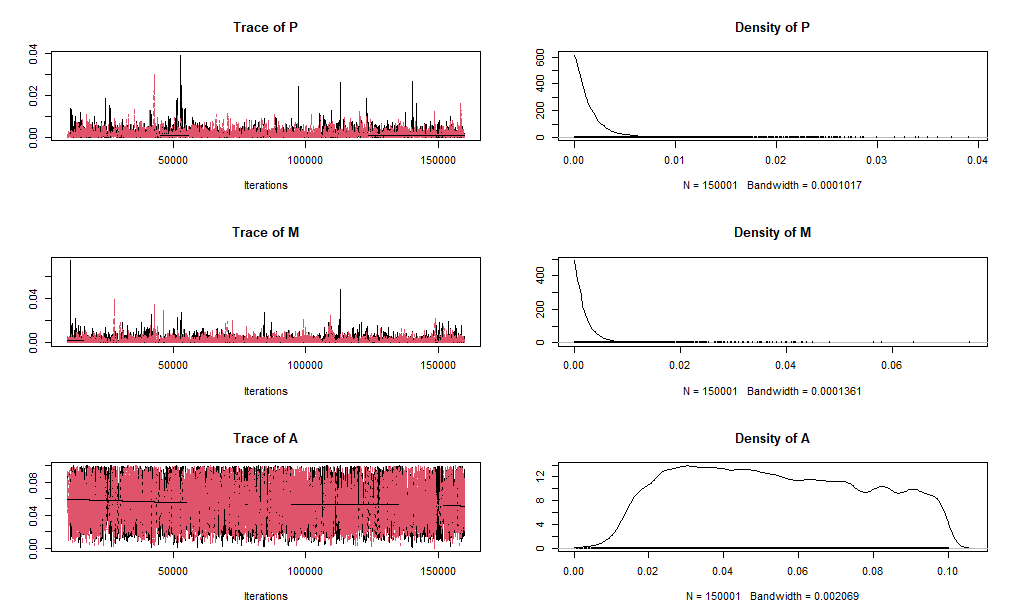 Trace of P
0.00 0.02 0.04
50000 100000 150000
Iterations
Density of P
0 200 400 600
0.00 0.01 0.02 0.03 0.04
N = 150001 Bandwidth = 0.0001017
Trace of M
0.00 0.04
50000 100000 150000
Iterations
Density of M
0 200 400
0.00 0.02 0.04 0.06
N = 150001 Bandwidth = 0.0001361
Trace of A
0.00 0.04 0.08
50000 100000 150000
Iterations
Density of A
0 4 8 12
0.00 0.02 0.04 0.06 0.08 0.10
N = 150001 Bandwidth = 0.002069